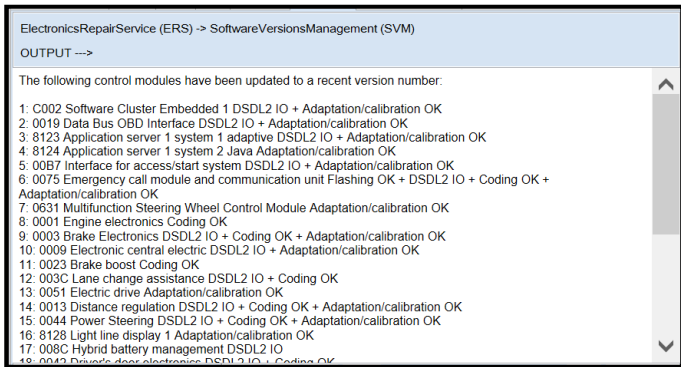 ElectronicsRepairService (ERS) -> SoftwareVersionsManagement (SVM)
OUTPUT --->
The following control modules have been updated to a recent version number:
1: C002 Software Cluster Embedded 1 DSDL2 IO + Adaptation/calibration OK
2: 0019 Data Bus OBD Interface DSDL2 IO + Adaptation/calibration OK
3: 8123 Application server 1 system 1 adaptive DSDL2 IO + Adaptation/calibration OK
4: 8124 Application server 1 system 2 Java Adaptation/calibration OK
5: 00B7 Interface for access/start system DSDL2 IO + Adaptation/calibration OK
6: 0075 Emergency call module and communication unit Flashing OK + DSDL2 IO + Coding OK +
Adaptation/calibration OK
7: 0631 Multifunction Steering Wheel Control Module Adaptation/calibration OK
8: 0001 Engine electronics Coding OK
9: 0003 Brake Electronics DSDL2 IO + Coding OK + Adaptation/calibration OK
10: 0009 Electronic central electric DSDL2 IO + Adaptation/calibration OK
11: 0023 Brake boost Coding OK
12: 003C Lane change assistance DSDL2 IO + Coding OK
13: 0051 Electric drive Adaptation/calibration OK
14: 0013 Distance regulation DSDL2 IO + Coding OK + Adaptation/calibration OK
15: 0044 Power Steering DSDL2 IO + Coding OK + Adaptation/calibration OK
16: 8128 Light line display 1 Adaptation/calibration OK
17: 008C Hybrid battery management DSDL2 IO
18: 0042 Driver's door electronics DSDL2 IO + Coding OK